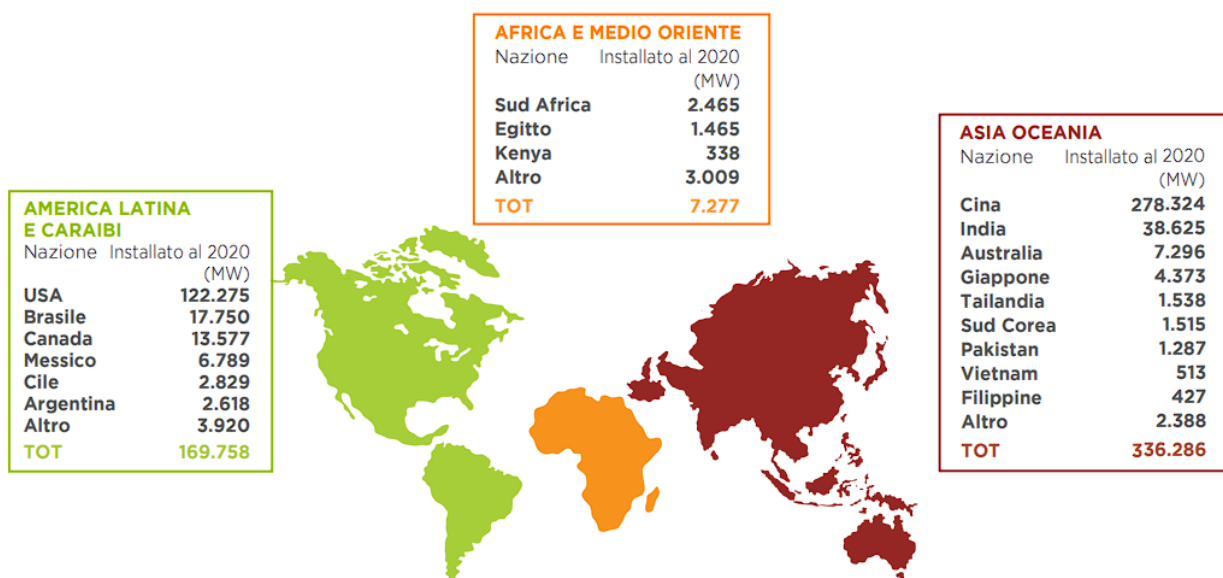 AFRICA E MEDIO ORIENTE
Nazione Installato al 2020
(MW)
Sud Africa 2.465
Egitto 1.465
Kenya 338
Altro 3.009
TOT 7.277
AMERICA LATINA
E CARAIBI
Nazione Installato al 2020
(MW)
USA 122.275
Brasile 17.750
Canada 13.577
Messico 6.789
Cile 2.829
Argentina 2.618
Altro 3.920
TOT 169.758
ASIA OCEANIA
Nazione Installato al 2020
(MW)
Cina 278.324
India 38.625
Australia 7.296
Giappone 4.373
Tailandia 1.538
Sud Corea 1.515
Pakistan 1.287
Vietnam 513
Filippine 427
Altro 2.388
TOT 336.286